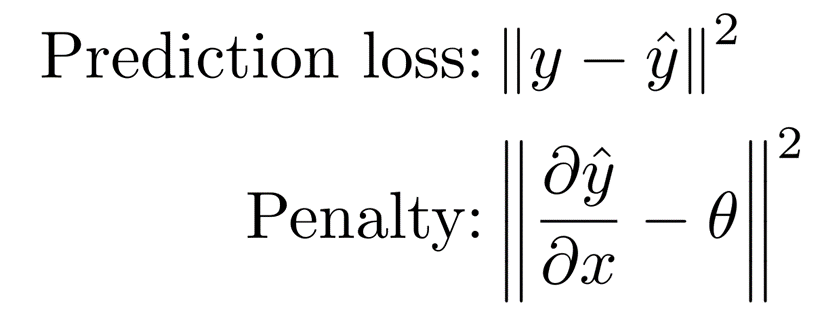 Prediction loss: ‖y − ŷ‖²
Penalty: ‖∂ŷ/∂x − θ‖²